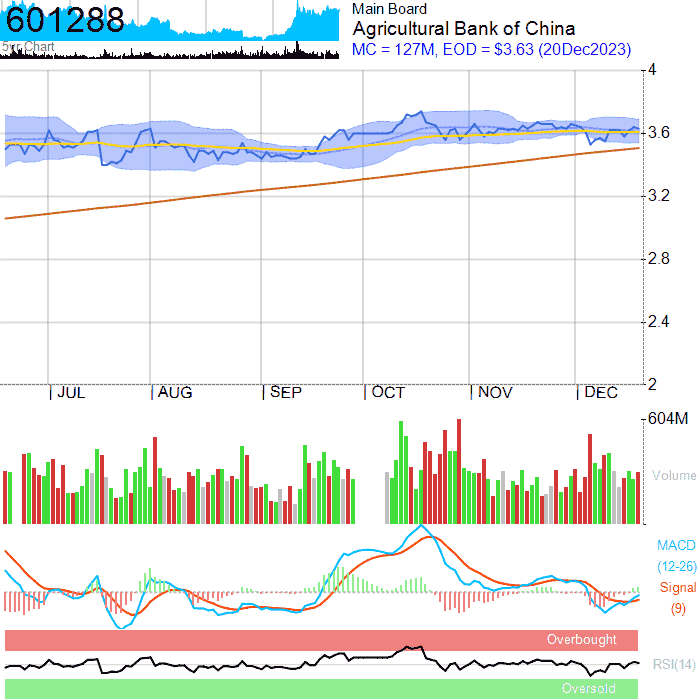 601288
5yr Chart
Main Board
Agricultural Bank of China
MC = 127M, EOD = $3.63 (20Dec2023)
4
3.6
3.2
2.8
2.4
2
JUL AUG SEP OCT NOV DEC
604M
Volume
MACD
(12-26)
Signal
(9)
Overbought
RSI(14)
Oversold